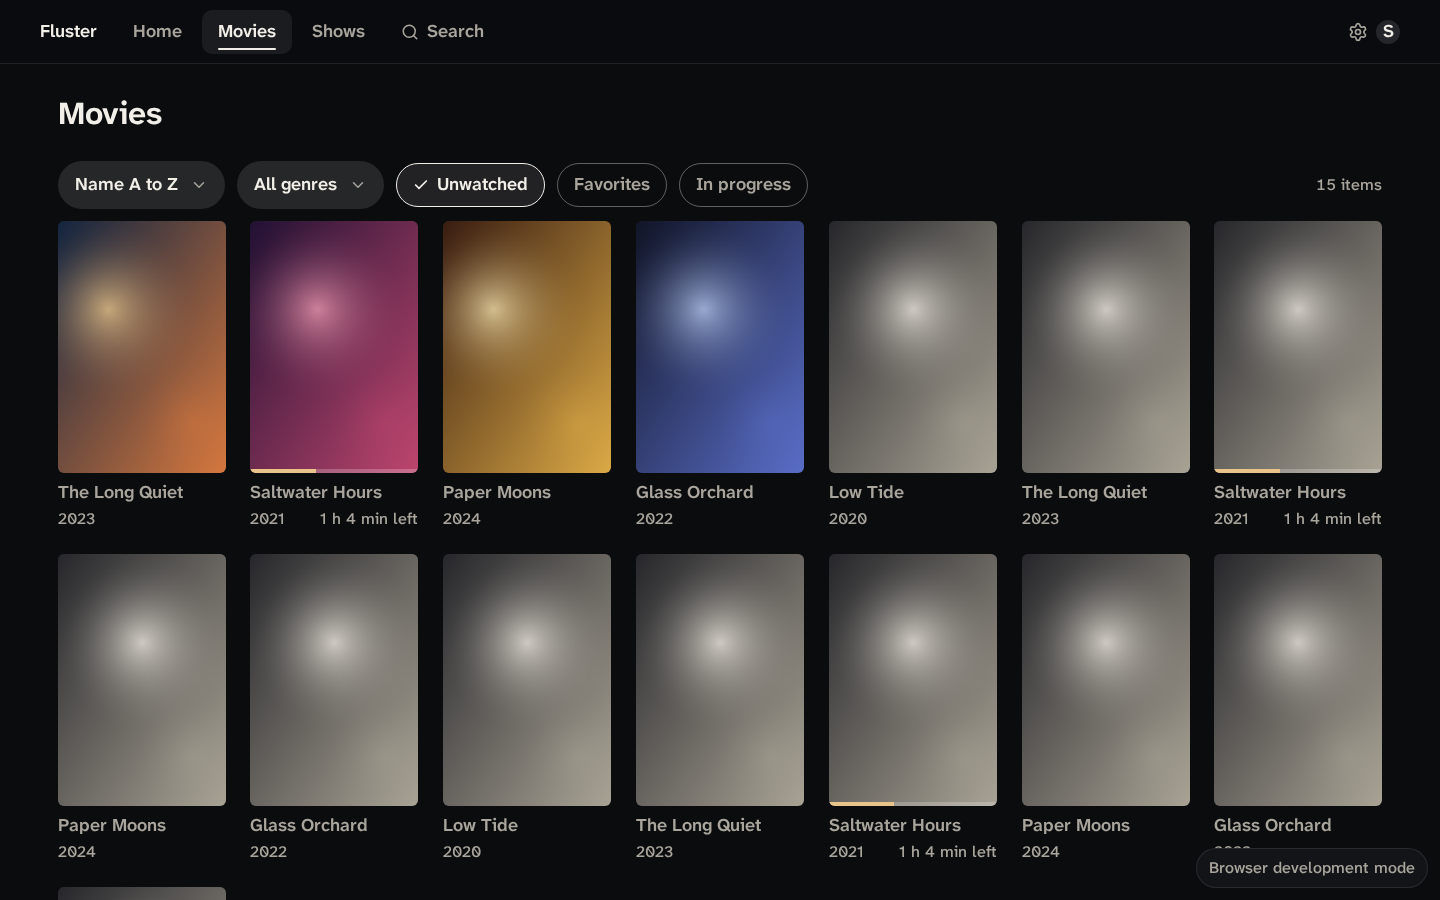 Fluster Home Movies Shows Search S
Movies
Name A to Z All genres Unwatched Favorites In progress 15 items
The Long Quiet Saltwater Hours Paper Moons Glass Orchard Low Tide The Long Quiet Saltwater Hours
2023 2021 1 h 4 min left 2024 2022 2020 2023 2021 1 h 4 min left
Paper Moons Glass Orchard Low Tide The Long Quiet Saltwater Hours Paper Moons Glass Orchard
2024 2022 2020 2023 2021 1 h 4 min left 2024
Browser development mode